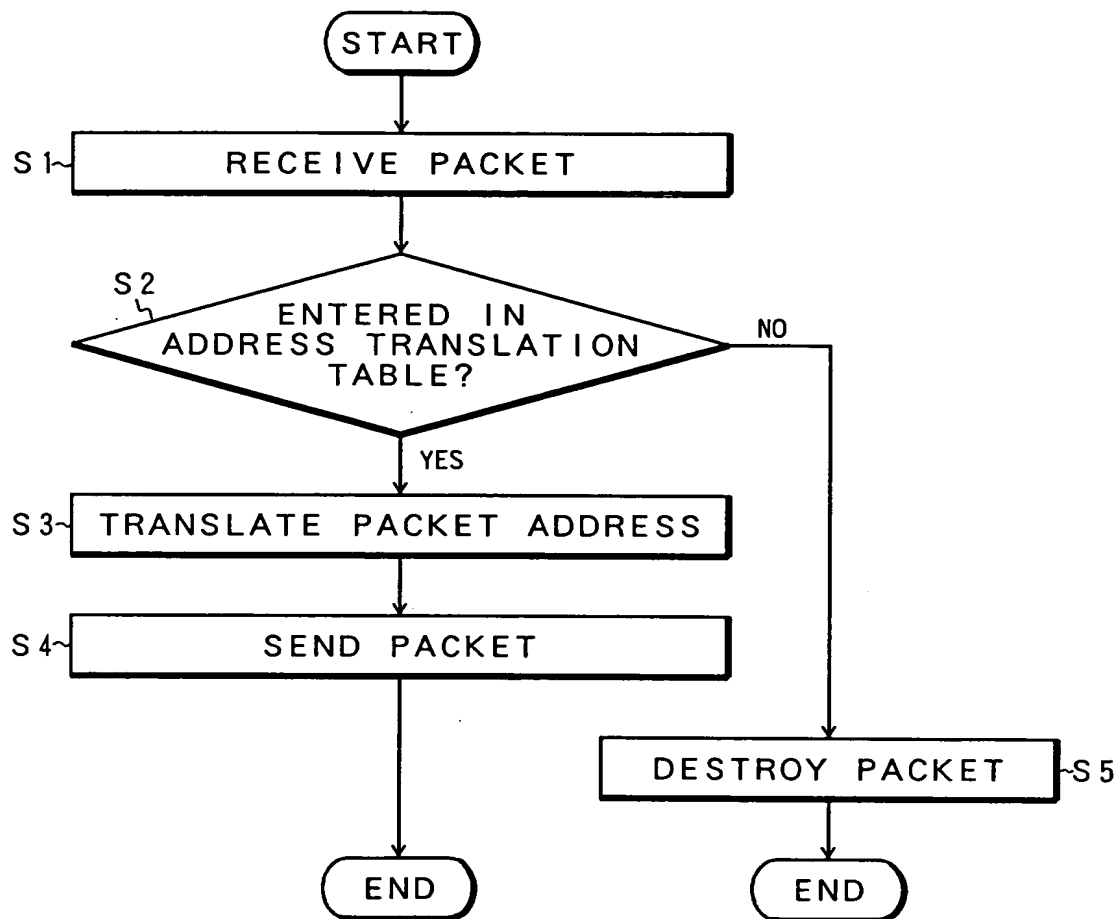 START
S1
RECEIVE PACKET
S2
ENTERED IN
ADDRESS TRANSLATION
TABLE?
NO
YES
S3
TRANSLATE PACKET ADDRESS
S4
SEND PACKET
DESTROY PACKET
S5
END
END